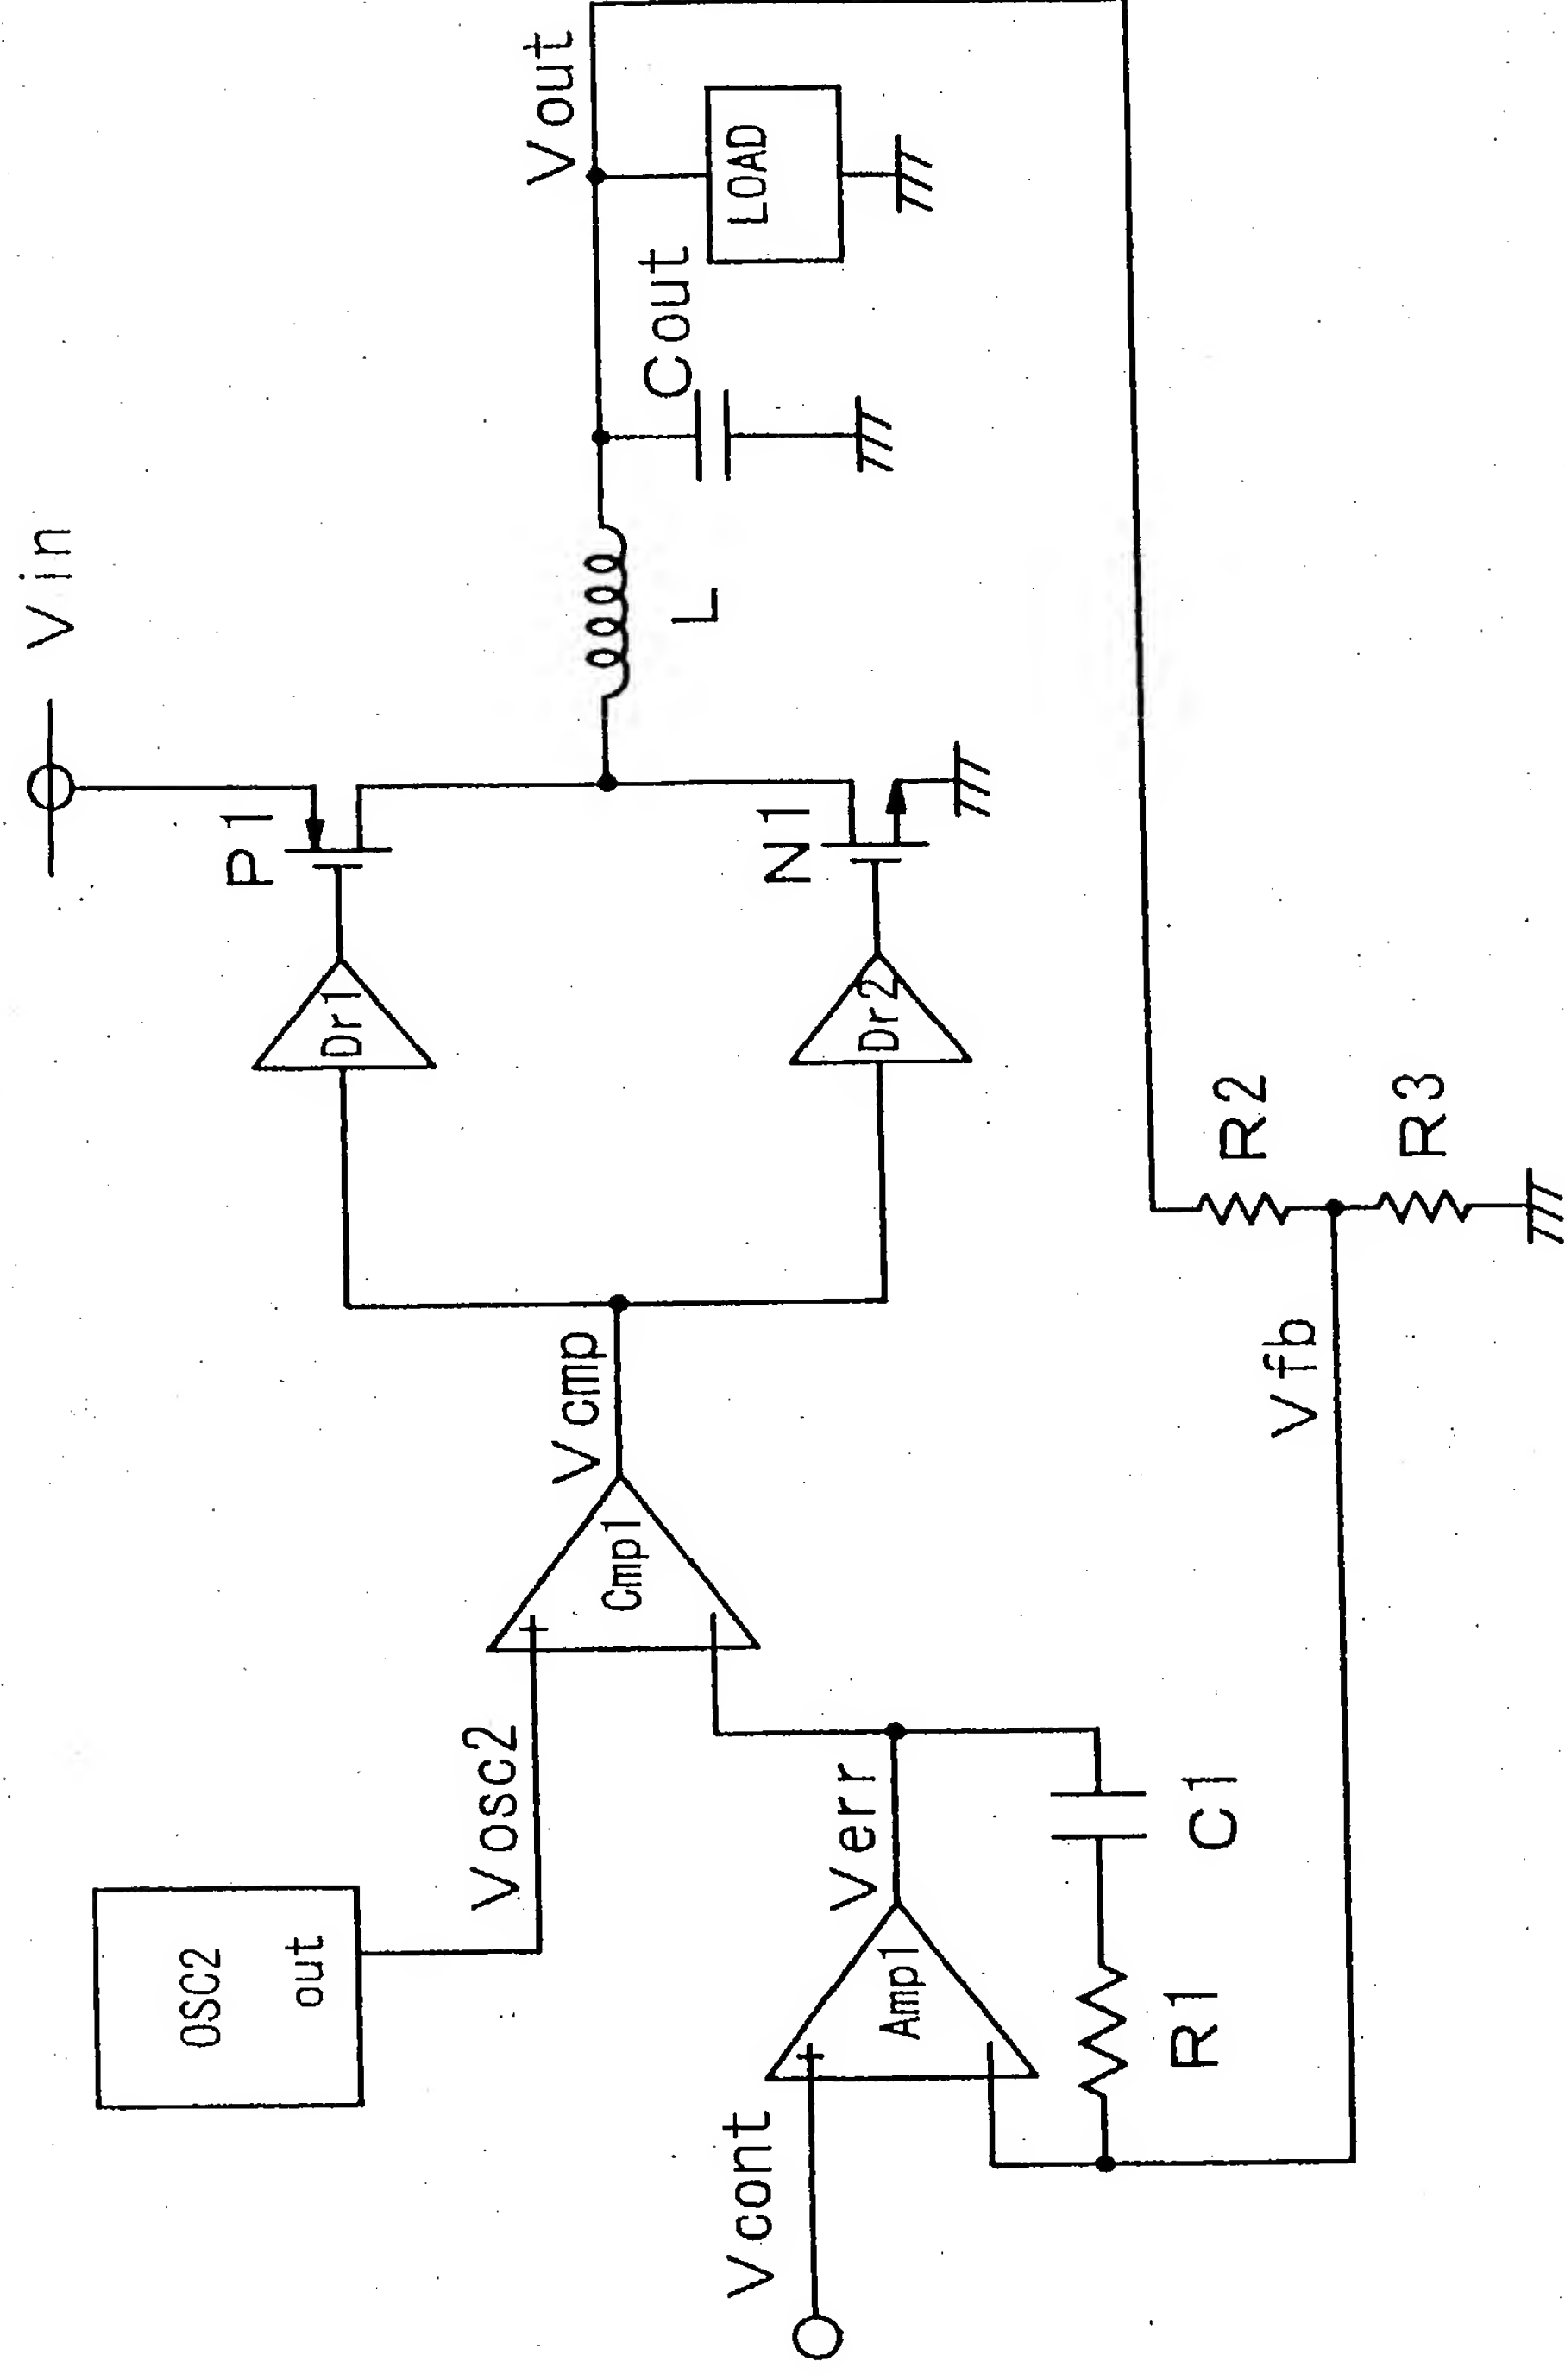 Vin
P1
Dr1
Vout
L
Cout
LOAD
N1
Dr2
OSC2
out
Vosc2
+
Cmp1
−
Vcmp
Vcont
+
Amp1
−
Verr
C1
R1
Vfb
R2
R3